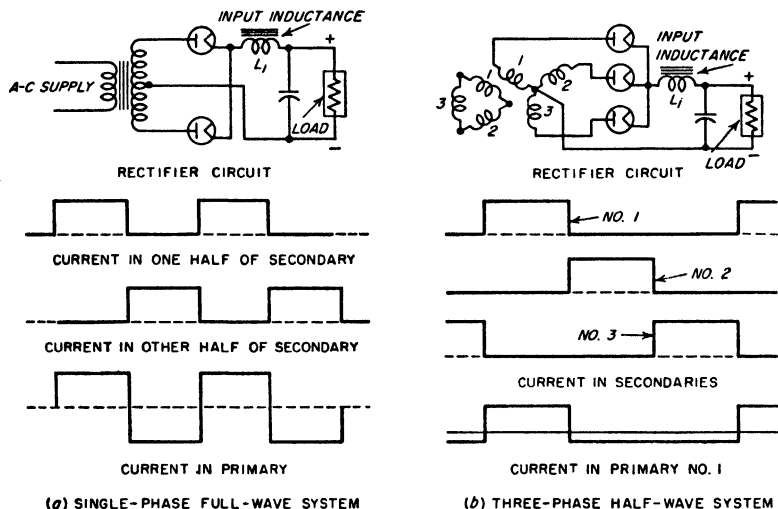 INPUT INDUCTANCE
L₁
A-C SUPPLY
+
LOAD
-
RECTIFIER CIRCUIT
CURRENT IN ONE HALF OF SECONDARY
CURRENT IN OTHER HALF OF SECONDARY
CURRENT IN PRIMARY
(a) SINGLE-PHASE FULL-WAVE SYSTEM
INPUT
INDUCTANCE
1
2
3
1
2
3
Li
+
LOAD
-
RECTIFIER CIRCUIT
NO. 1
NO. 2
NO. 3
CURRENT IN SECONDARIES
CURRENT IN PRIMARY NO. 1
(b) THREE-PHASE HALF-WAVE SYSTEM